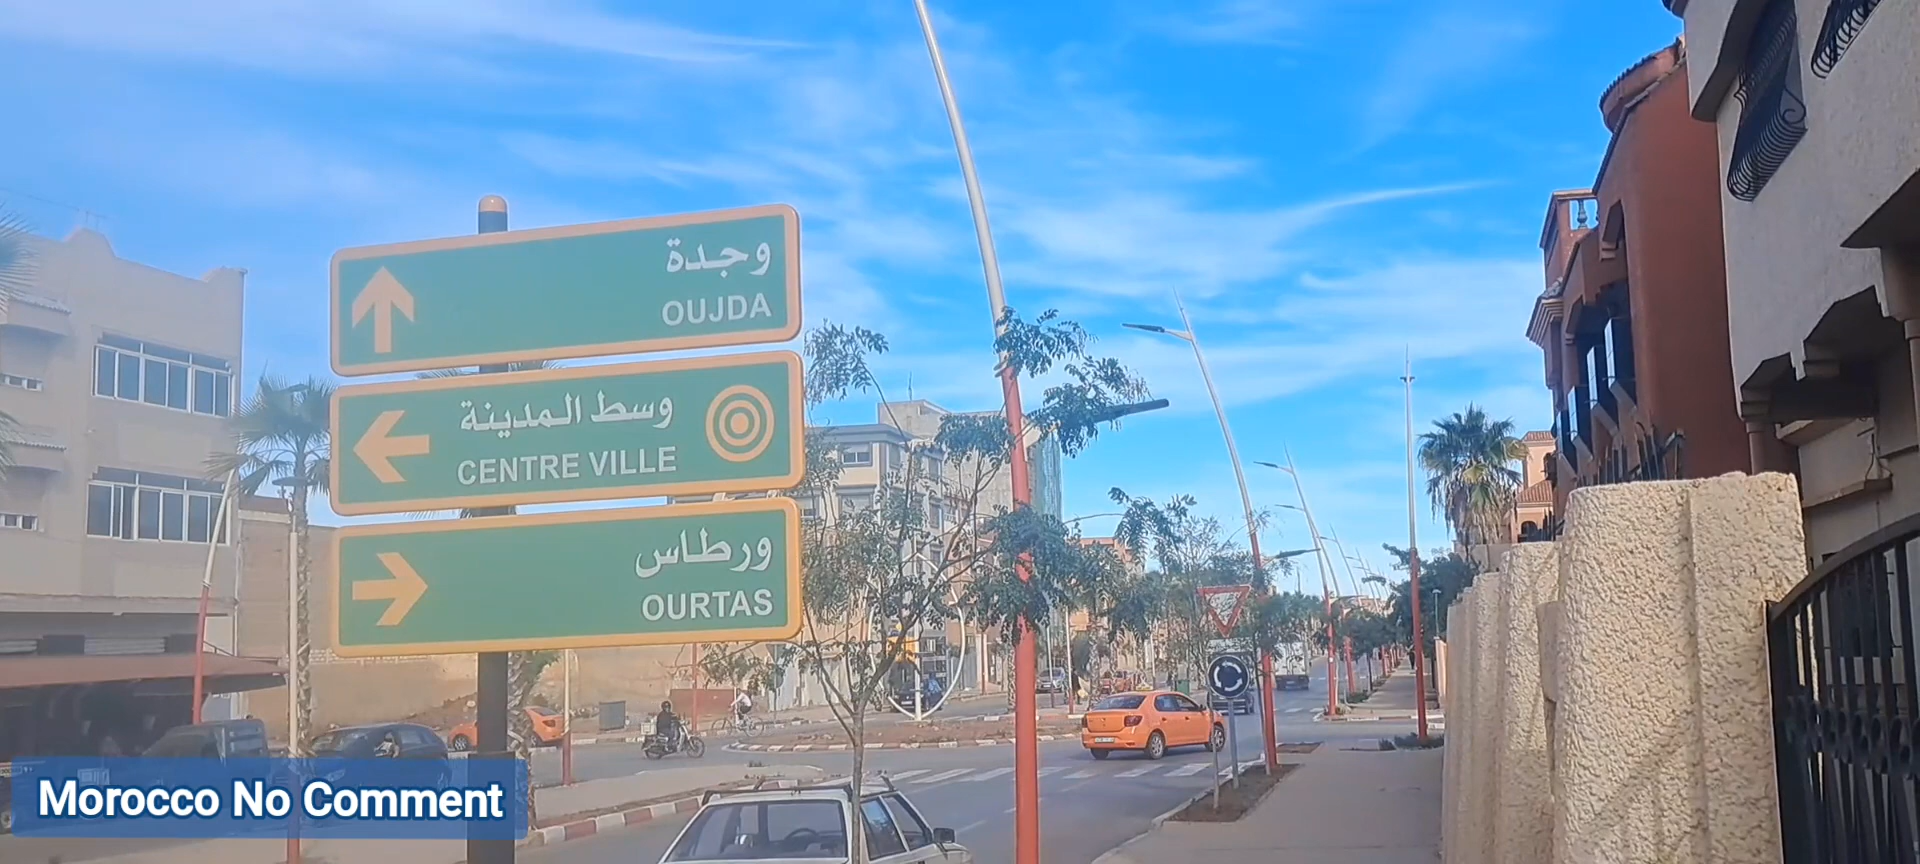 وجدة
OUJDA
وسط المدينة
CENTRE VILLE
ورطاس
OURTAS
Morocco No Comment